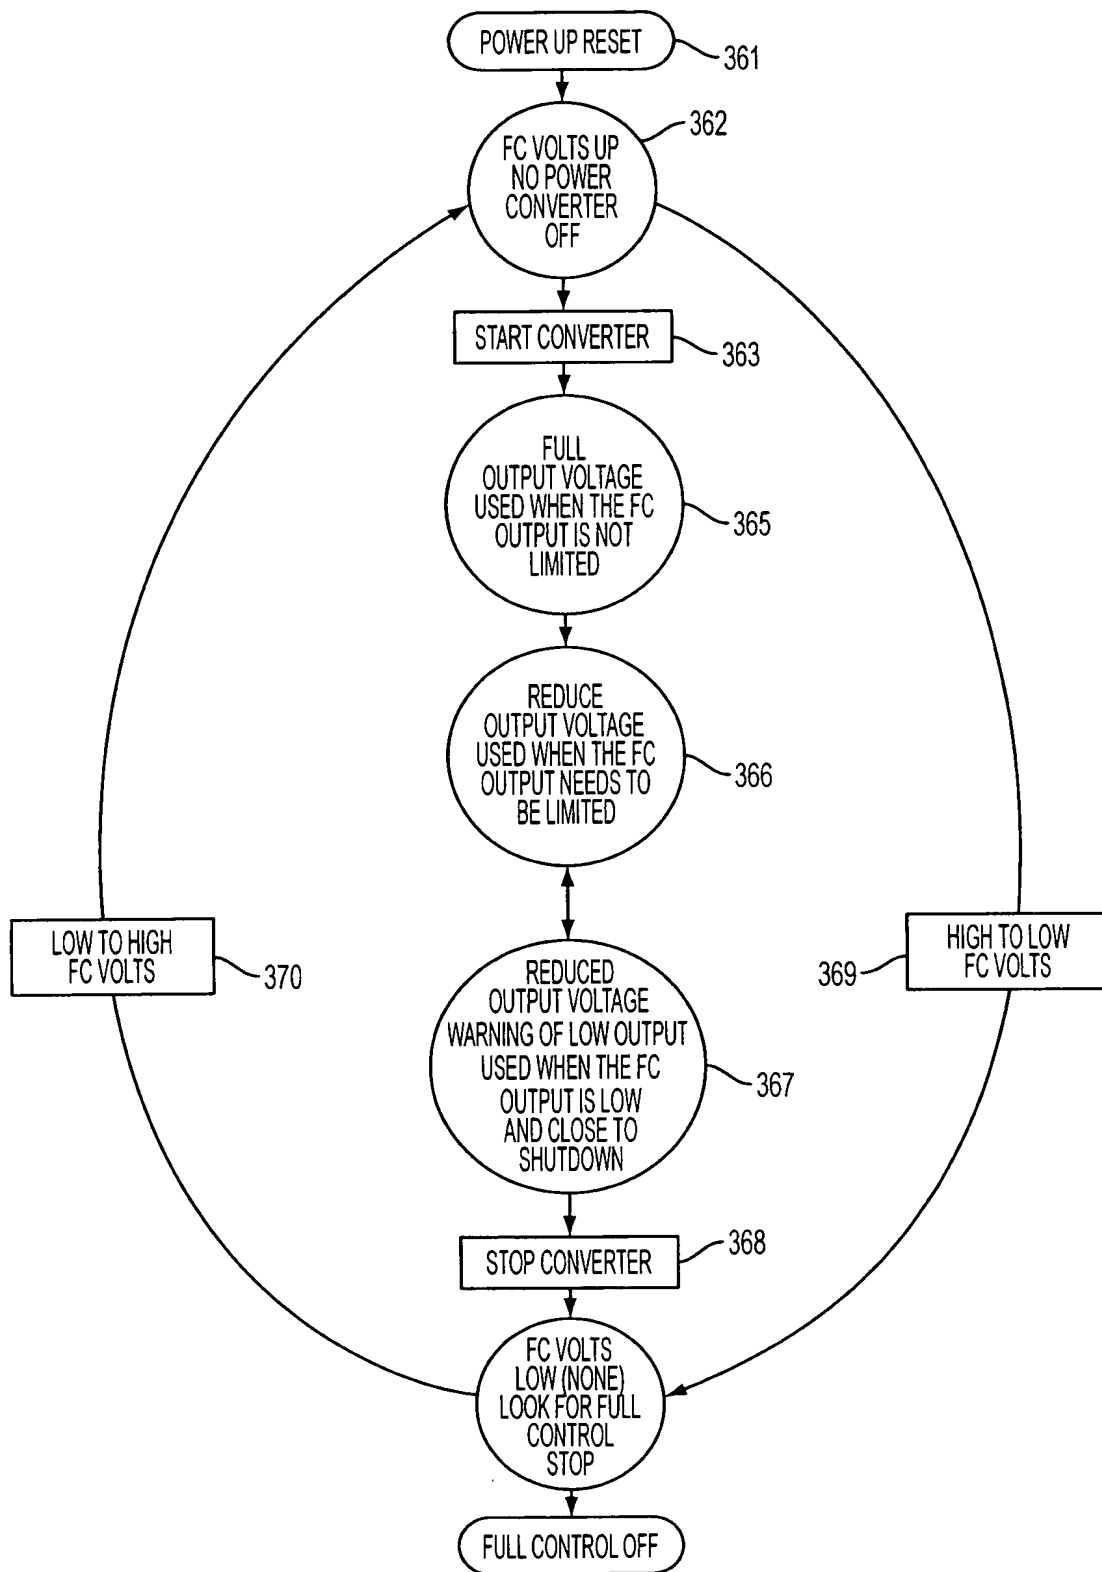 POWER UP RESET
361
362
FC VOLTS UP
NO POWER
CONVERTER
OFF
START CONVERTER
363
FULL
OUTPUT VOLTAGE
USED WHEN THE FC
OUTPUT IS NOT
LIMITED
365
REDUCE
OUTPUT VOLTAGE
USED WHEN THE FC
OUTPUT NEEDS TO
BE LIMITED
366
LOW TO HIGH
FC VOLTS
370
HIGH TO LOW
FC VOLTS
369
REDUCED
OUTPUT VOLTAGE
WARNING OF LOW OUTPUT
USED WHEN THE FC
OUTPUT IS LOW
AND CLOSE TO
SHUTDOWN
367
STOP CONVERTER
368
FC VOLTS
LOW (NONE)
LOOK FOR FULL
CONTROL
STOP
FULL CONTROL OFF